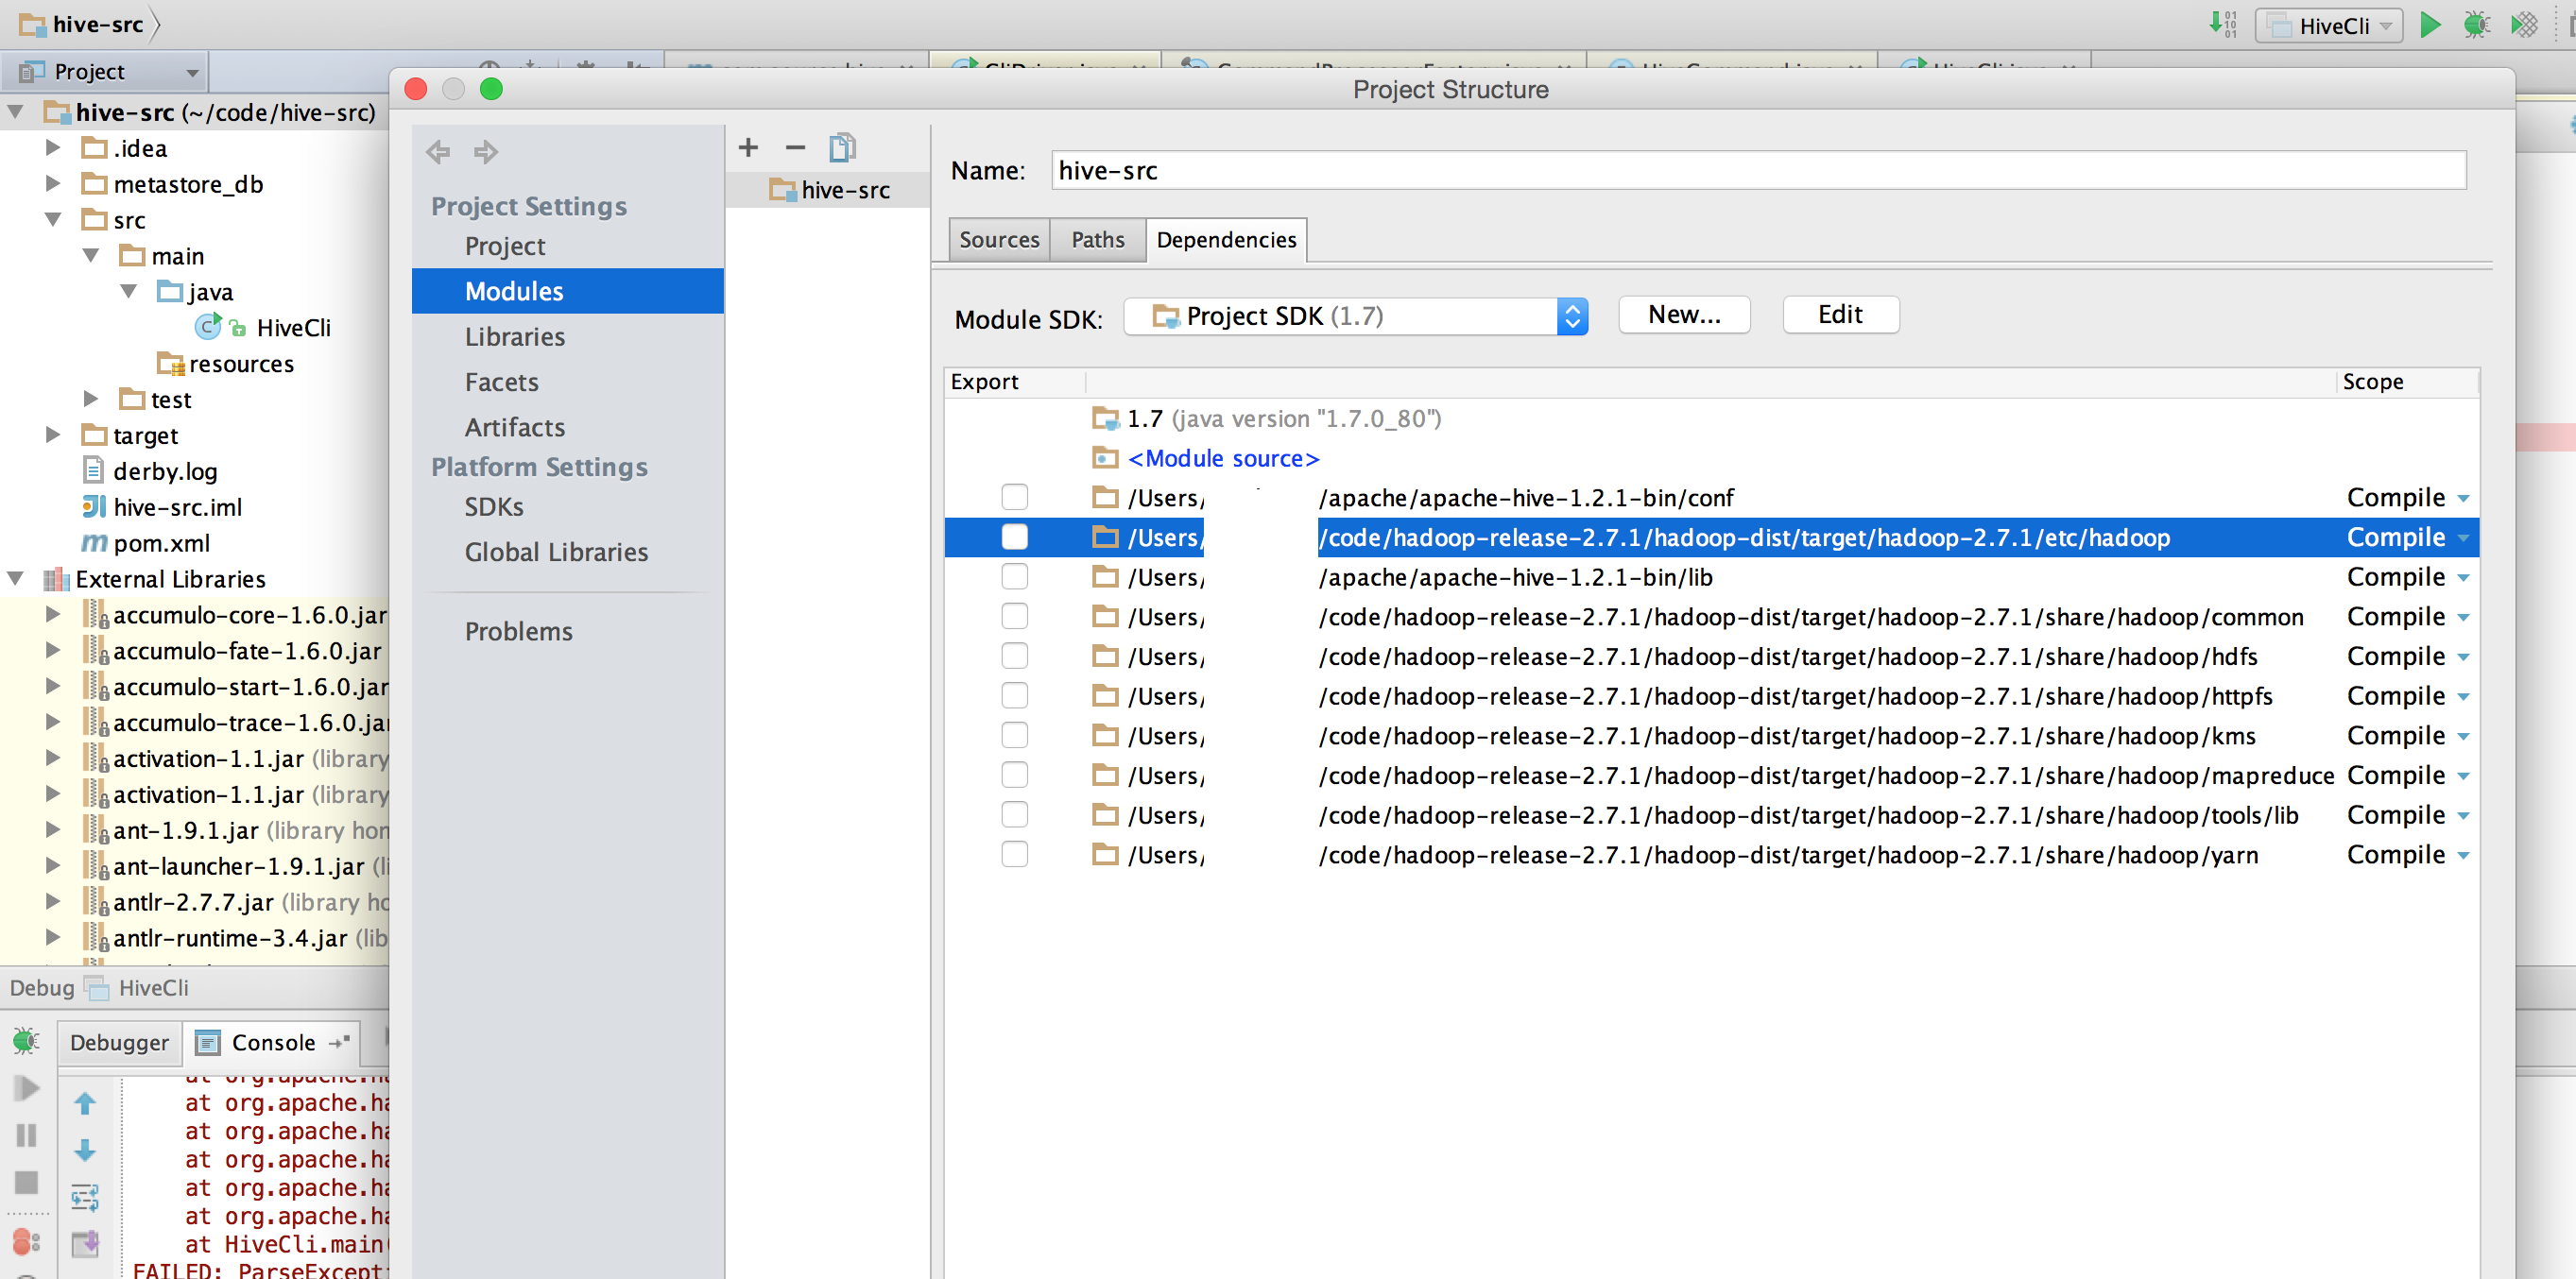 hive-src
HiveCli
Project
Project Structure
hive-src (~/code/hive-src)
.idea
metastore_db
src
main
java
HiveCli
resources
test
target
derby.log
hive-src.iml
pom.xml
External Libraries
accumulo-core-1.6.0.jar
accumulo-fate-1.6.0.jar
accumulo-start-1.6.0.jar
accumulo-trace-1.6.0.jar
activation-1.1.jar (library
activation-1.1.jar (library
ant-1.9.1.jar (library
ant-launcher-1.9.1.jar
antlr-2.7.7.jar (library
antlr-runtime-3.4.jar
Project Settings
Project
Modules
Libraries
Facets
Artifacts
Platform Settings
SDKs
Global Libraries
Problems
hive-src
Name: hive-src
Sources Paths Dependencies
Module SDK: Project SDK (1.7) New... Edit
Export Scope
1.7 (java version "1.7.0_80")
<Module source>
/Users/ /apache/apache-hive-1.2.1-bin/conf Compile
/Users/ /code/hadoop-release-2.7.1/hadoop-dist/target/hadoop-2.7.1/etc/hadoop Compile
/Users/ /apache/apache-hive-1.2.1-bin/lib Compile
/Users/ /code/hadoop-release-2.7.1/hadoop-dist/target/hadoop-2.7.1/share/hadoop/common Compile
/Users/ /code/hadoop-release-2.7.1/hadoop-dist/target/hadoop-2.7.1/share/hadoop/hdfs Compile
/Users/ /code/hadoop-release-2.7.1/hadoop-dist/target/hadoop-2.7.1/share/hadoop/httpfs Compile
/Users/ /code/hadoop-release-2.7.1/hadoop-dist/target/hadoop-2.7.1/share/hadoop/kms Compile
/Users/ /code/hadoop-release-2.7.1/hadoop-dist/target/hadoop-2.7.1/share/hadoop/mapreduce Compile
/Users/ /code/hadoop-release-2.7.1/hadoop-dist/target/hadoop-2.7.1/share/hadoop/tools/lib Compile
/Users/ /code/hadoop-release-2.7.1/hadoop-dist/target/hadoop-2.7.1/share/hadoop/yarn Compile
Debug HiveCli
Debugger Console
at org.apache.ha
at org.apache.ha
at org.apache.ha
at org.apache.ha
at org.apache.ha
at HiveCli.main(
FAILED: ParseExcept